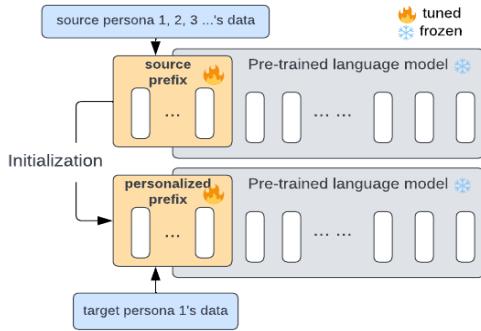 source persona 1, 2, 3 ...'s data
tuned
frozen
source
prefix
Pre-trained language model
... 
... ...
Initialization
personalized
prefix
Pre-trained language model
...
... ...
target persona 1's data